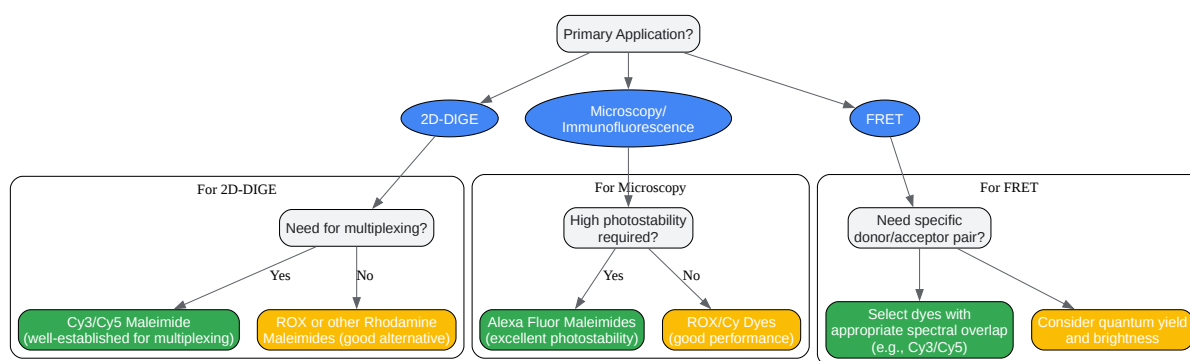 Primary Application?
2D-DIGE
Microscopy/
Immunofluorescence
FRET
For 2D-DIGE
Need for multiplexing?
Yes
No
Cy3/Cy5 Maleimide
(well-established for multiplexing)
ROX or other Rhodamine
Maleimides (good alternative)
For Microscopy
High photostability
required?
Yes
No
Alexa Fluor Maleimides
(excellent photostability)
ROX/Cy Dyes
(good performance)
For FRET
Need specific
donor/acceptor pair?
Select dyes with
appropriate spectral overlap
(e.g., Cy3/Cy5)
Consider quantum yield
and brightness